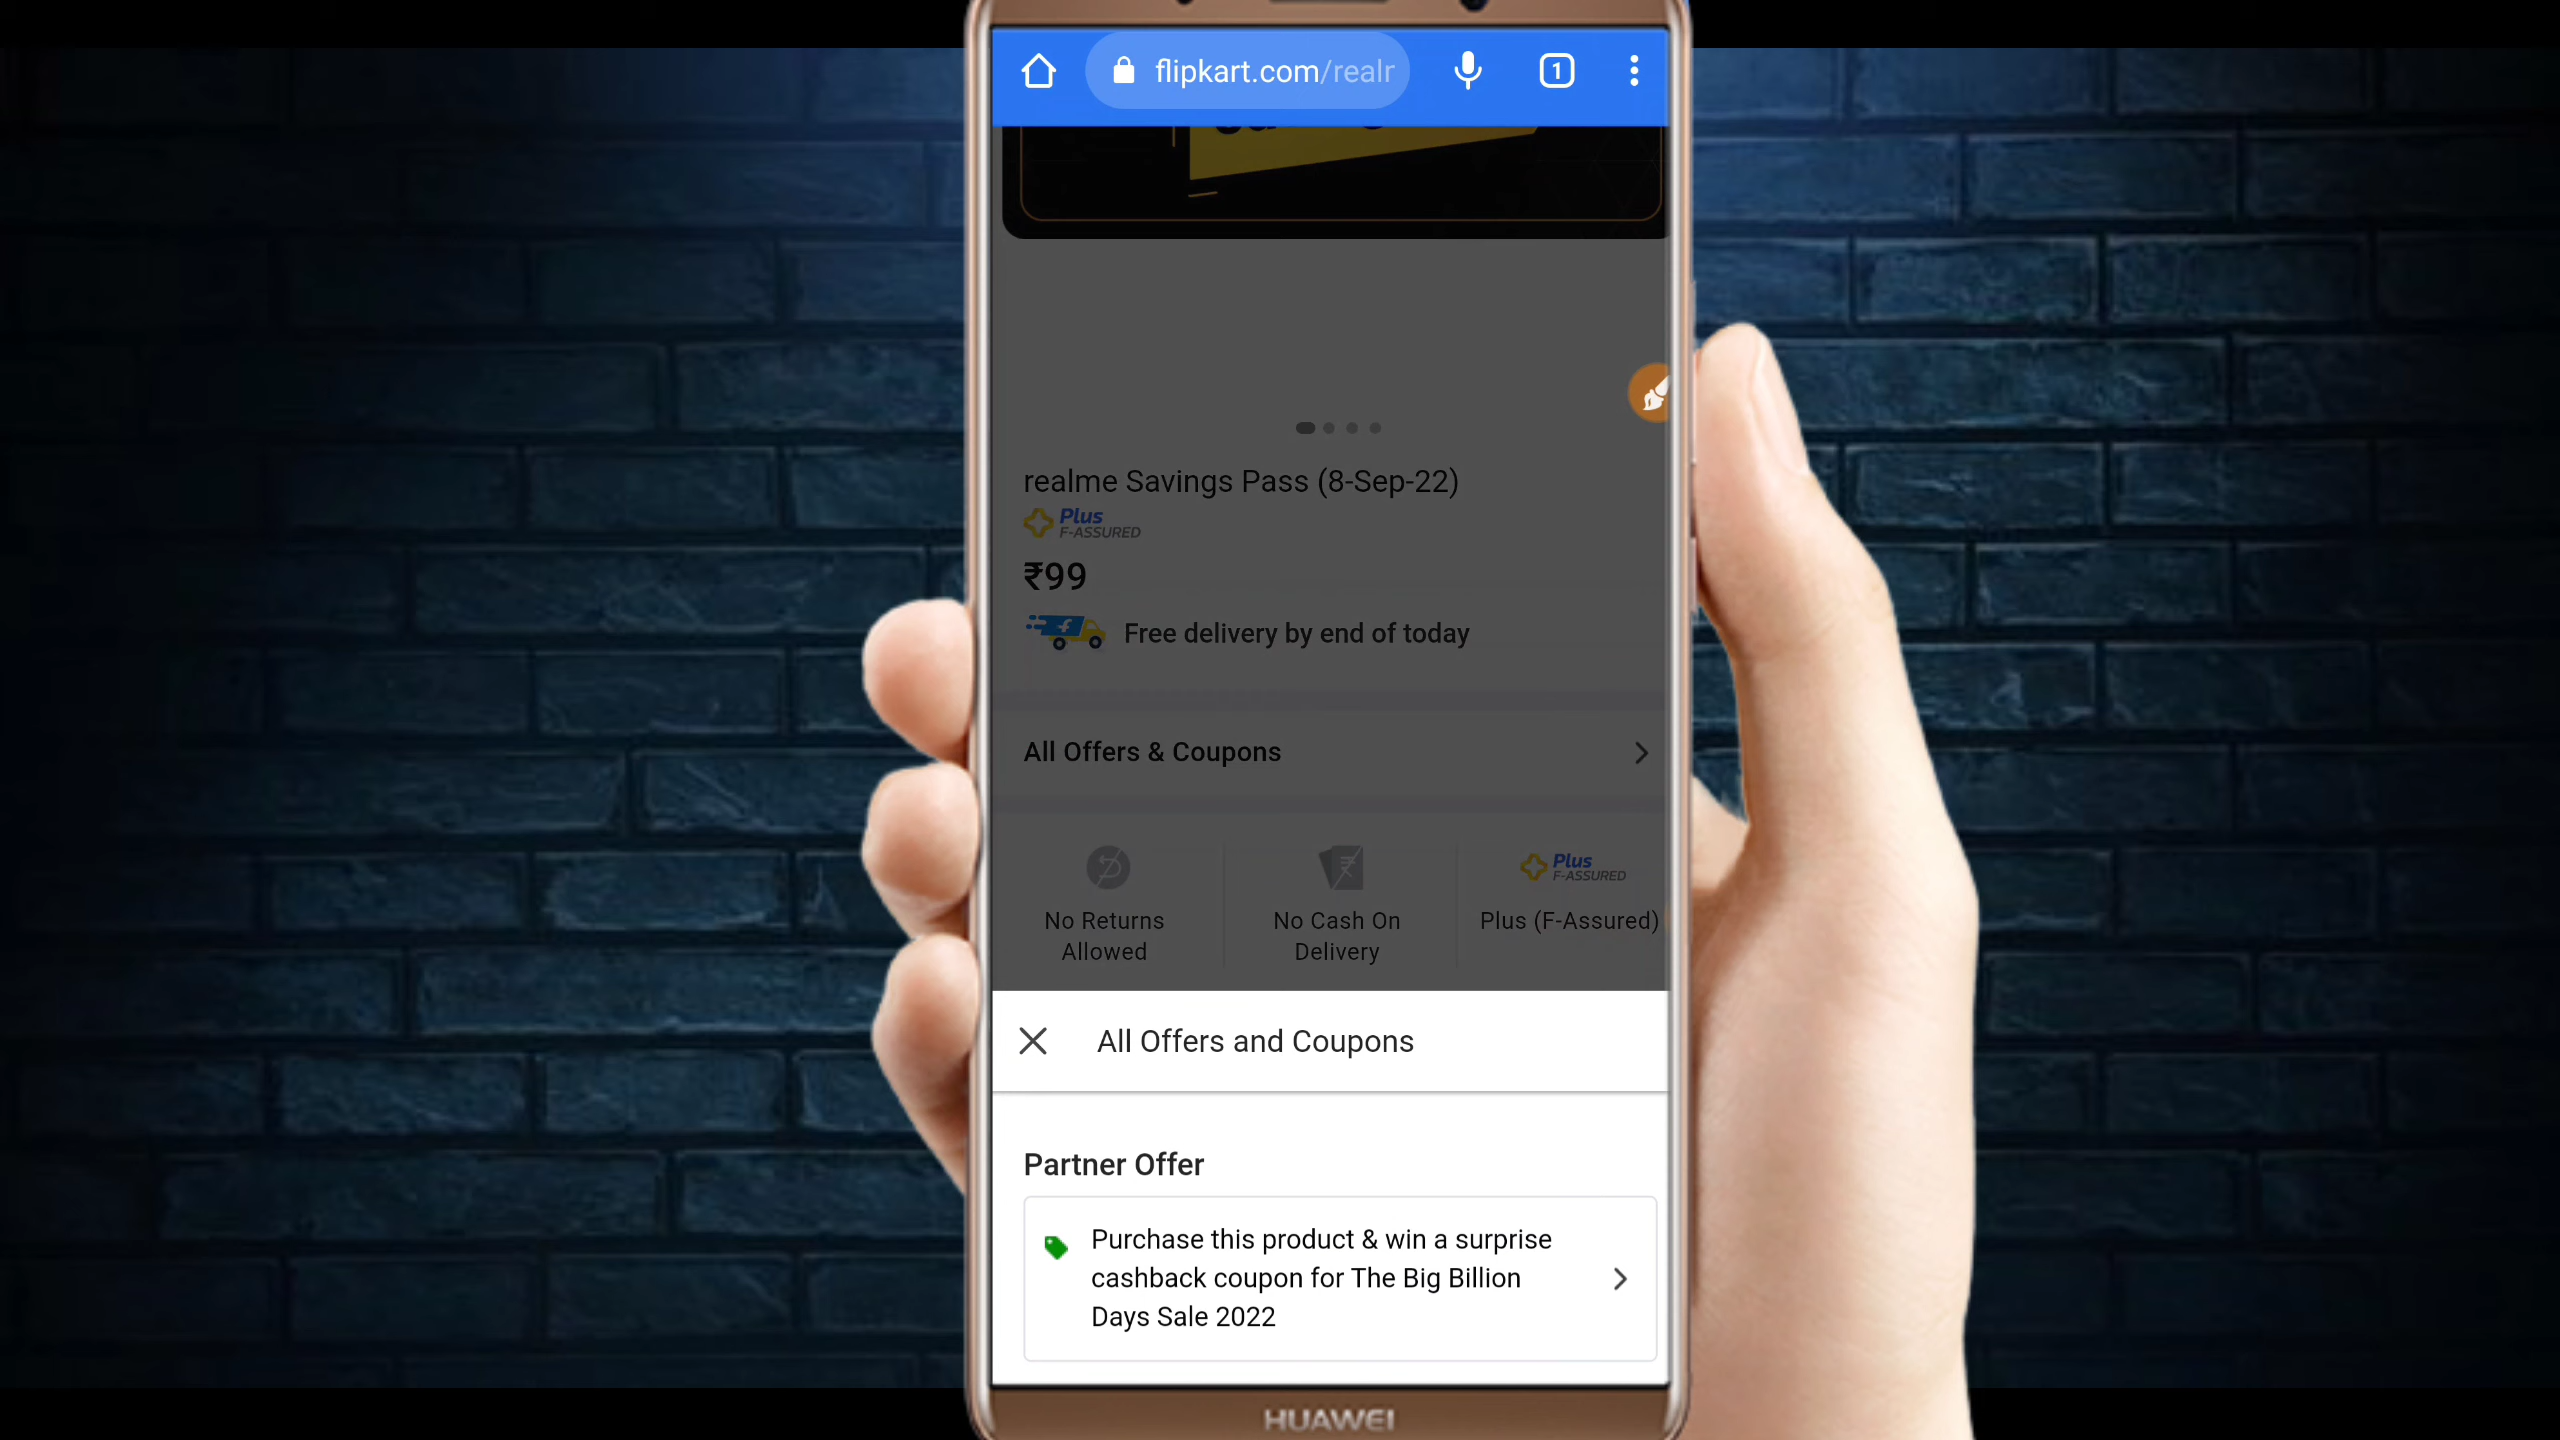 flipkart.com/realr
1
realme Savings Pass (8-Sep-22)
Plus
F-ASSURED
₹99
Free delivery by end of today
All Offers & Coupons
Plus
F-ASSURED
No Returns
Allowed
No Cash On
Delivery
Plus (F-Assured)
All Offers and Coupons
Partner Offer
Purchase this product & win a surprise
cashback coupon for The Big Billion
Days Sale 2022
HUAWEI